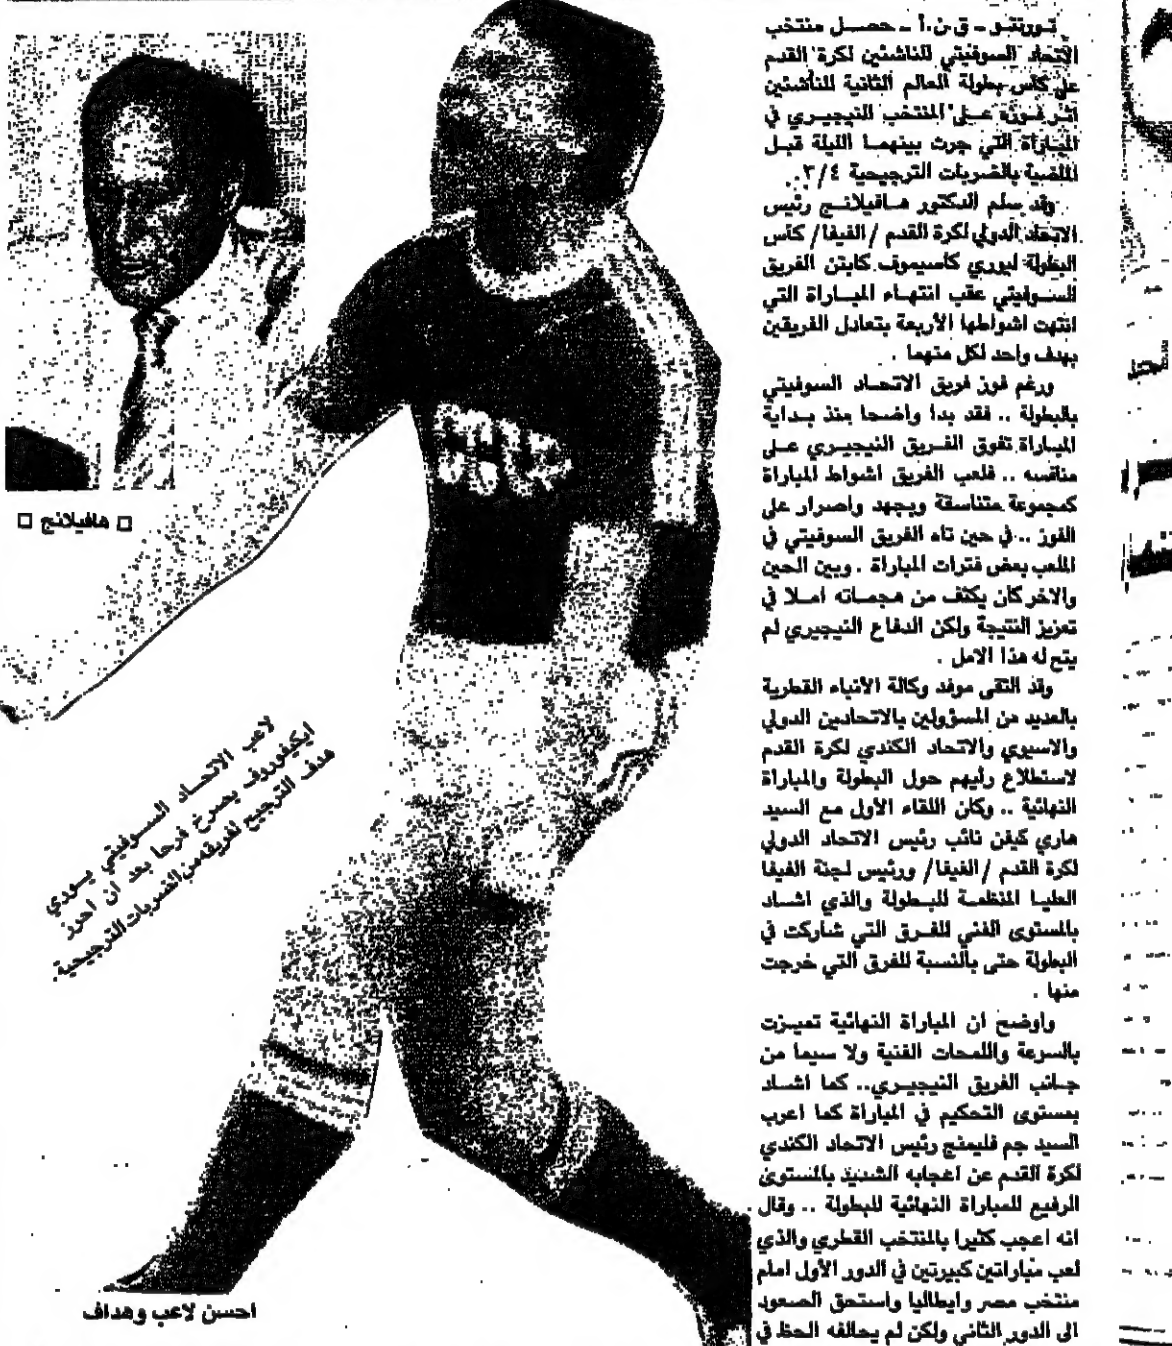 تورنتو - ق.ن.أ - حصل منتخب
الاتحاد السوفيتي للناشئين لكرة القدم
على كأس بطولة العالم الثانية للناشئين
اثر فوزه على المنتخب النيجيري في
المباراة التي جرت بينهما الليلة قبل
الماضية بالضربات الترجيحية ٣/٤ .
وقد سلم الدكتور هافيلانج رئيس
الاتحاد الدولي لكرة القدم /الفيفا/ كأس
البطولة ليوري كاسيموف كابتن الفريق
السوفيتي عقب انتهاء المباراة التي
انتهت اشواطها الأربعة بتعادل الفريقين
بهدف واحد لكل منهما .
ورغم فوز فريق الاتحاد السوفيتي
بالبطولة .. فقد بدا واضحا منذ بداية
المباراة تفوق الفريق النيجيري على
منافسه .. فلعب الفريق اشواط المباراة
كمجموعة متناسقة وبجهد واصرار على
الفوز .. في حين تاه الفريق السوفيتي في
الملعب بعض فترات المباراة . وبين الحين
والاخر كان يكثف من هجماته املا في
تعزيز النتيجة ولكن الدفاع النيجيري لم
يتح له هذا الامل .
وقد التقى موفد وكالة الأنباء القطرية
بالعديد من المسؤولين بالاتحادين الدولي
والاسيوي والاتحاد الكندي لكرة القدم
لاستطلاع رايهم حول البطولة والمباراة
النهائية .. وكان اللقاء الأول مع السيد
هاري كيفن نائب رئيس الاتحاد الدولي
لكرة القدم /الفيفا/ ورئيس لجنة الفيفا
العليا المنظمة للبطولة والذي اشاد
بالمستوى الفني للفرق التي شاركت في
البطولة حتى بالنسبة للفرق التي خرجت
منها .
واوضح ان المباراة النهائية تميزت
بالسرعة واللمحات الفنية ولا سيما من
جانب الفريق النيجيري.. كما اشاد
بمستوى التحكيم في المباراة كما اعرب
السيد جم فليمنج رئيس الاتحاد الكندي
لكرة القدم عن اعجابه الشديد بالمستوى
الرفيع للمباراة النهائية للبطولة .. وقال
انه اعجب كثيرا بالمنتخب القطري والذي
لعب مباراتين كبيرتين في الدور الأول امام
منتخب مصر وايطاليا واستحق الصعود
الى الدور الثاني ولكن لم يحالفه الحظ في
□ هافيلانج □
لاعب الاتحاد السوفيتي يوري
ايكيفوروف يصرخ فرحا بعد ان احرز
هدف الترجيح لفريقه من الضربات الترجيحية.
احسن لاعب وهداف